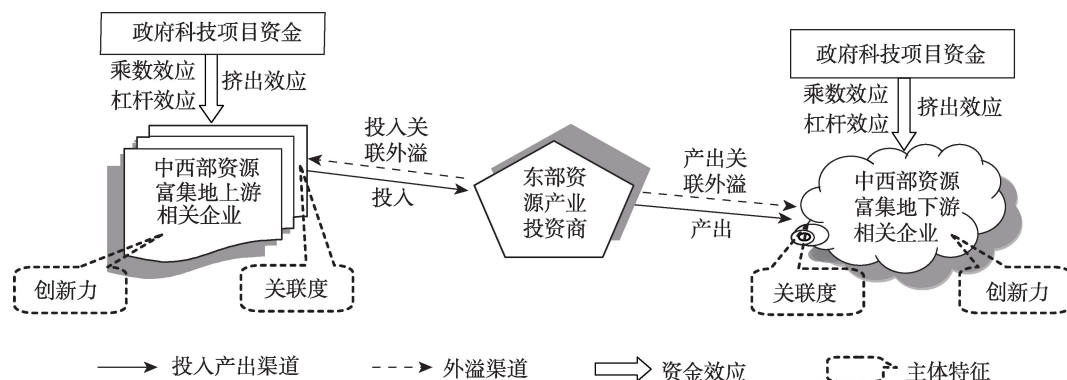 政府科技项目资金
乘数效应
杠杆效应
挤出效应
中西部资源
富集地上游
相关企业
创新力
关联度
投入关
联外溢
投入
东部资
源产业
投资商
产出关
联外溢
产出
政府科技项目资金
乘数效应
杠杆效应
挤出效应
中西部资源
富集地下游
相关企业
关联度
创新力
投入产出渠道
外溢渠道
资金效应
主体特征